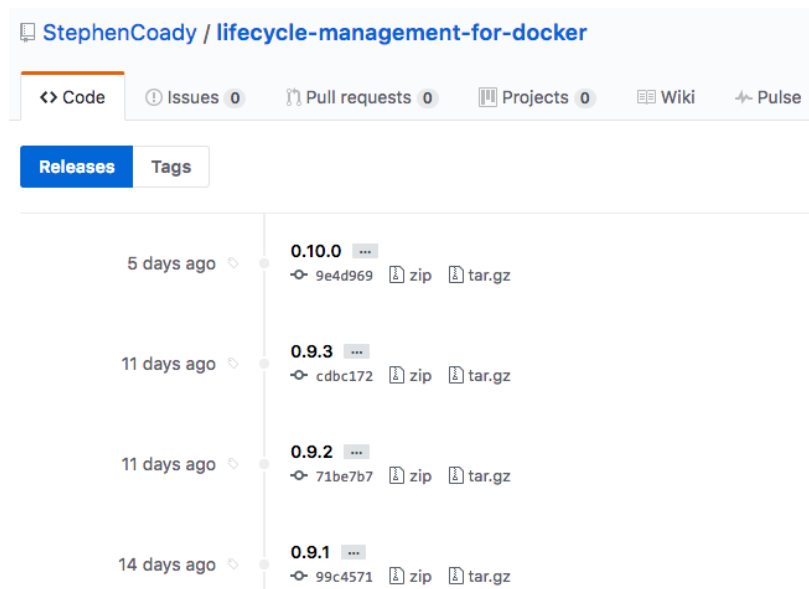 StephenCoady / lifecycle-management-for-docker
Code Issues 0 Pull requests 0 Projects 0 Wiki Pulse
Releases Tags
5 days ago 0.10.0 ...
9e4d969 zip tar.gz
11 days ago 0.9.3 ...
cdbc172 zip tar.gz
11 days ago 0.9.2 ...
71be7b7 zip tar.gz
14 days ago 0.9.1 ...
99c4571 zip tar.gz